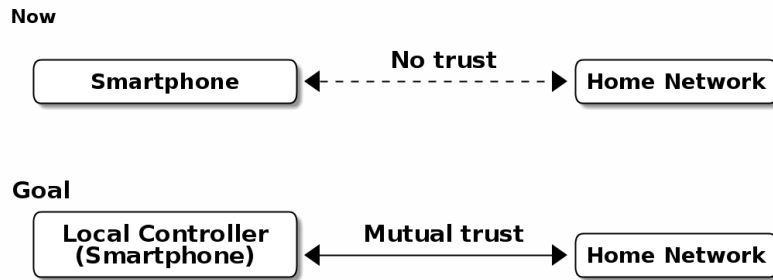 Now
No trust
Smartphone
Home Network
Goal
Local Controller
(Smartphone)
Mutual trust
Home Network